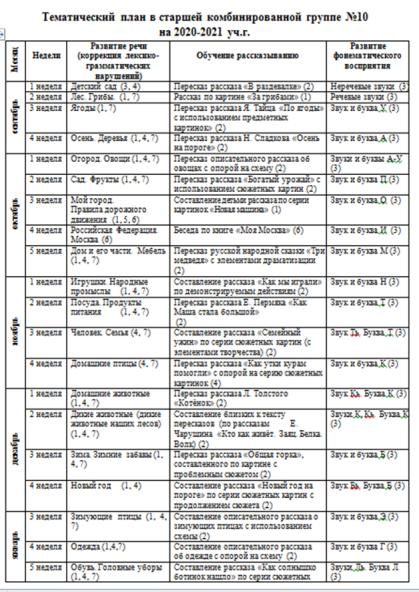 Тематический план в старшей комбинированной группе №10
на 2020-2021 уч.г.
Месяц
Недели
Развитие речи
(коррекция лексико-
грамматических
нарушений)
Обучение рассказыванию
Развитие
фонематического
восприятия
сентябрь
1 неделя
Детский сад (3, 4)
Пересказ рассказа «В раздевалке» (2)
Неречевые звуки (3)
2 неделя
Лес. Грибы. (1, 7)
Рассказ по картине «За грибами» (1)
Речевые звуки (3)
3 неделя
Ягоды (1, 7)
Пересказ рассказа Я. Тайца «По ягоды»
с использованием предметных
картинок» (2)
Звук и буква У (3)
4 неделя
Осень. Деревья (1, 4, 7)
Пересказ рассказа Н. Сладкова «Осень
на пороге» (2)
Звук и буква А (3)
октябрь
1 неделя
Огород. Овощи (1, 4, 7)
Пересказ описательного рассказа об
овощах с опорой на схему (2)
Звуки и буквы А-У
(3)
2 неделя
Сад. Фрукты (1, 4, 7)
Пересказ рассказа «Богатый урожай» с
использованием сюжетных картин (2)
Звук и буква П (3)
3 неделя
Мой город.
Правила дорожного
движения (1, 5, 6)
Составление детьми рассказа по серии
картинок «Новая машина» (1)
Звук и буква О (3)
4 неделя
Российская Федерация.
Москва (6)
Беседа по книге «Моя Москва» (6)
Звук и буква И (3)
5 неделя
Дом и его части. Мебель
(1, 4, 7)
Пересказ русской народной сказки «Три
медведя» с элементами драматизации
(2)
Звук и буква М (3)
ноябрь
1 неделя
Игрушки. Народные
промыслы (1, 4, 7)
Составление рассказа «Как мы играли»
по демонстрируемым действиям (2)
Звук и буква Н (3)
2 неделя
Посуда. Продукты
питания (1, 4, 7)
Пересказ рассказа Е. Пермяка «Как
Маша стала большой»
(2)
Звук и буква Т (3)
3 неделя
Человек. Семья (4, 7)
Составление рассказа «Семейный
ужин» по серии сюжетных картин (с
элементами творчества) (2)
Звук Ть. Буква Т (3)
4 неделя
Домашние птицы (4, 7)
Пересказ рассказа «Как утки курам
помогли» с опорой на серию сюжетных
картинок (4)
Звук и буква К (3)
декабрь
1 неделя
Домашние животные
(1, 4, 7)
Пересказ рассказа Л. Толстого
«Котёнок» (2)
Звук Кь. Буква К (3)
2 неделя
Дикие животные (дикие
животные наших лесов)
(1, 4, 7)
Составление близких к тексту
пересказов (по рассказам Е.
Чарушина «Кто как живёт. Заяц. Белка.
Волк) (2)
Звуки К, Кь. Буква К
(3)
3 неделя
Зима. Зимние забавы (1,
4, 7)
Пересказ рассказа «Общая горка»,
составленного по картине с
проблемным сюжетом (2)
Звук и буква Б (3)
4 неделя
Новый год (1, 4)
Составление рассказа «Новый год на
пороге» по серии сюжетных картин с
продолжением сюжета (2)
Звук Бь. Буква Б (3)
январь
3 неделя
Зимующие птицы (1, 4,
7)
Составление описательного рассказа о
зимующих птицах с использованием
схемы (2)
Звук и буква Э (3)
4 неделя
Одежда (1,4,7)
Составление описательного рассказа
об одежде с опорой на схему (2)
Звук и буква Г (3)
5 неделя
Обувь. Головные уборы
(1, 4, 7)
Составление рассказа «Как солнышко
ботинок нашло» по серии сюжетных
Звуки Ль. Буква Л
(3)